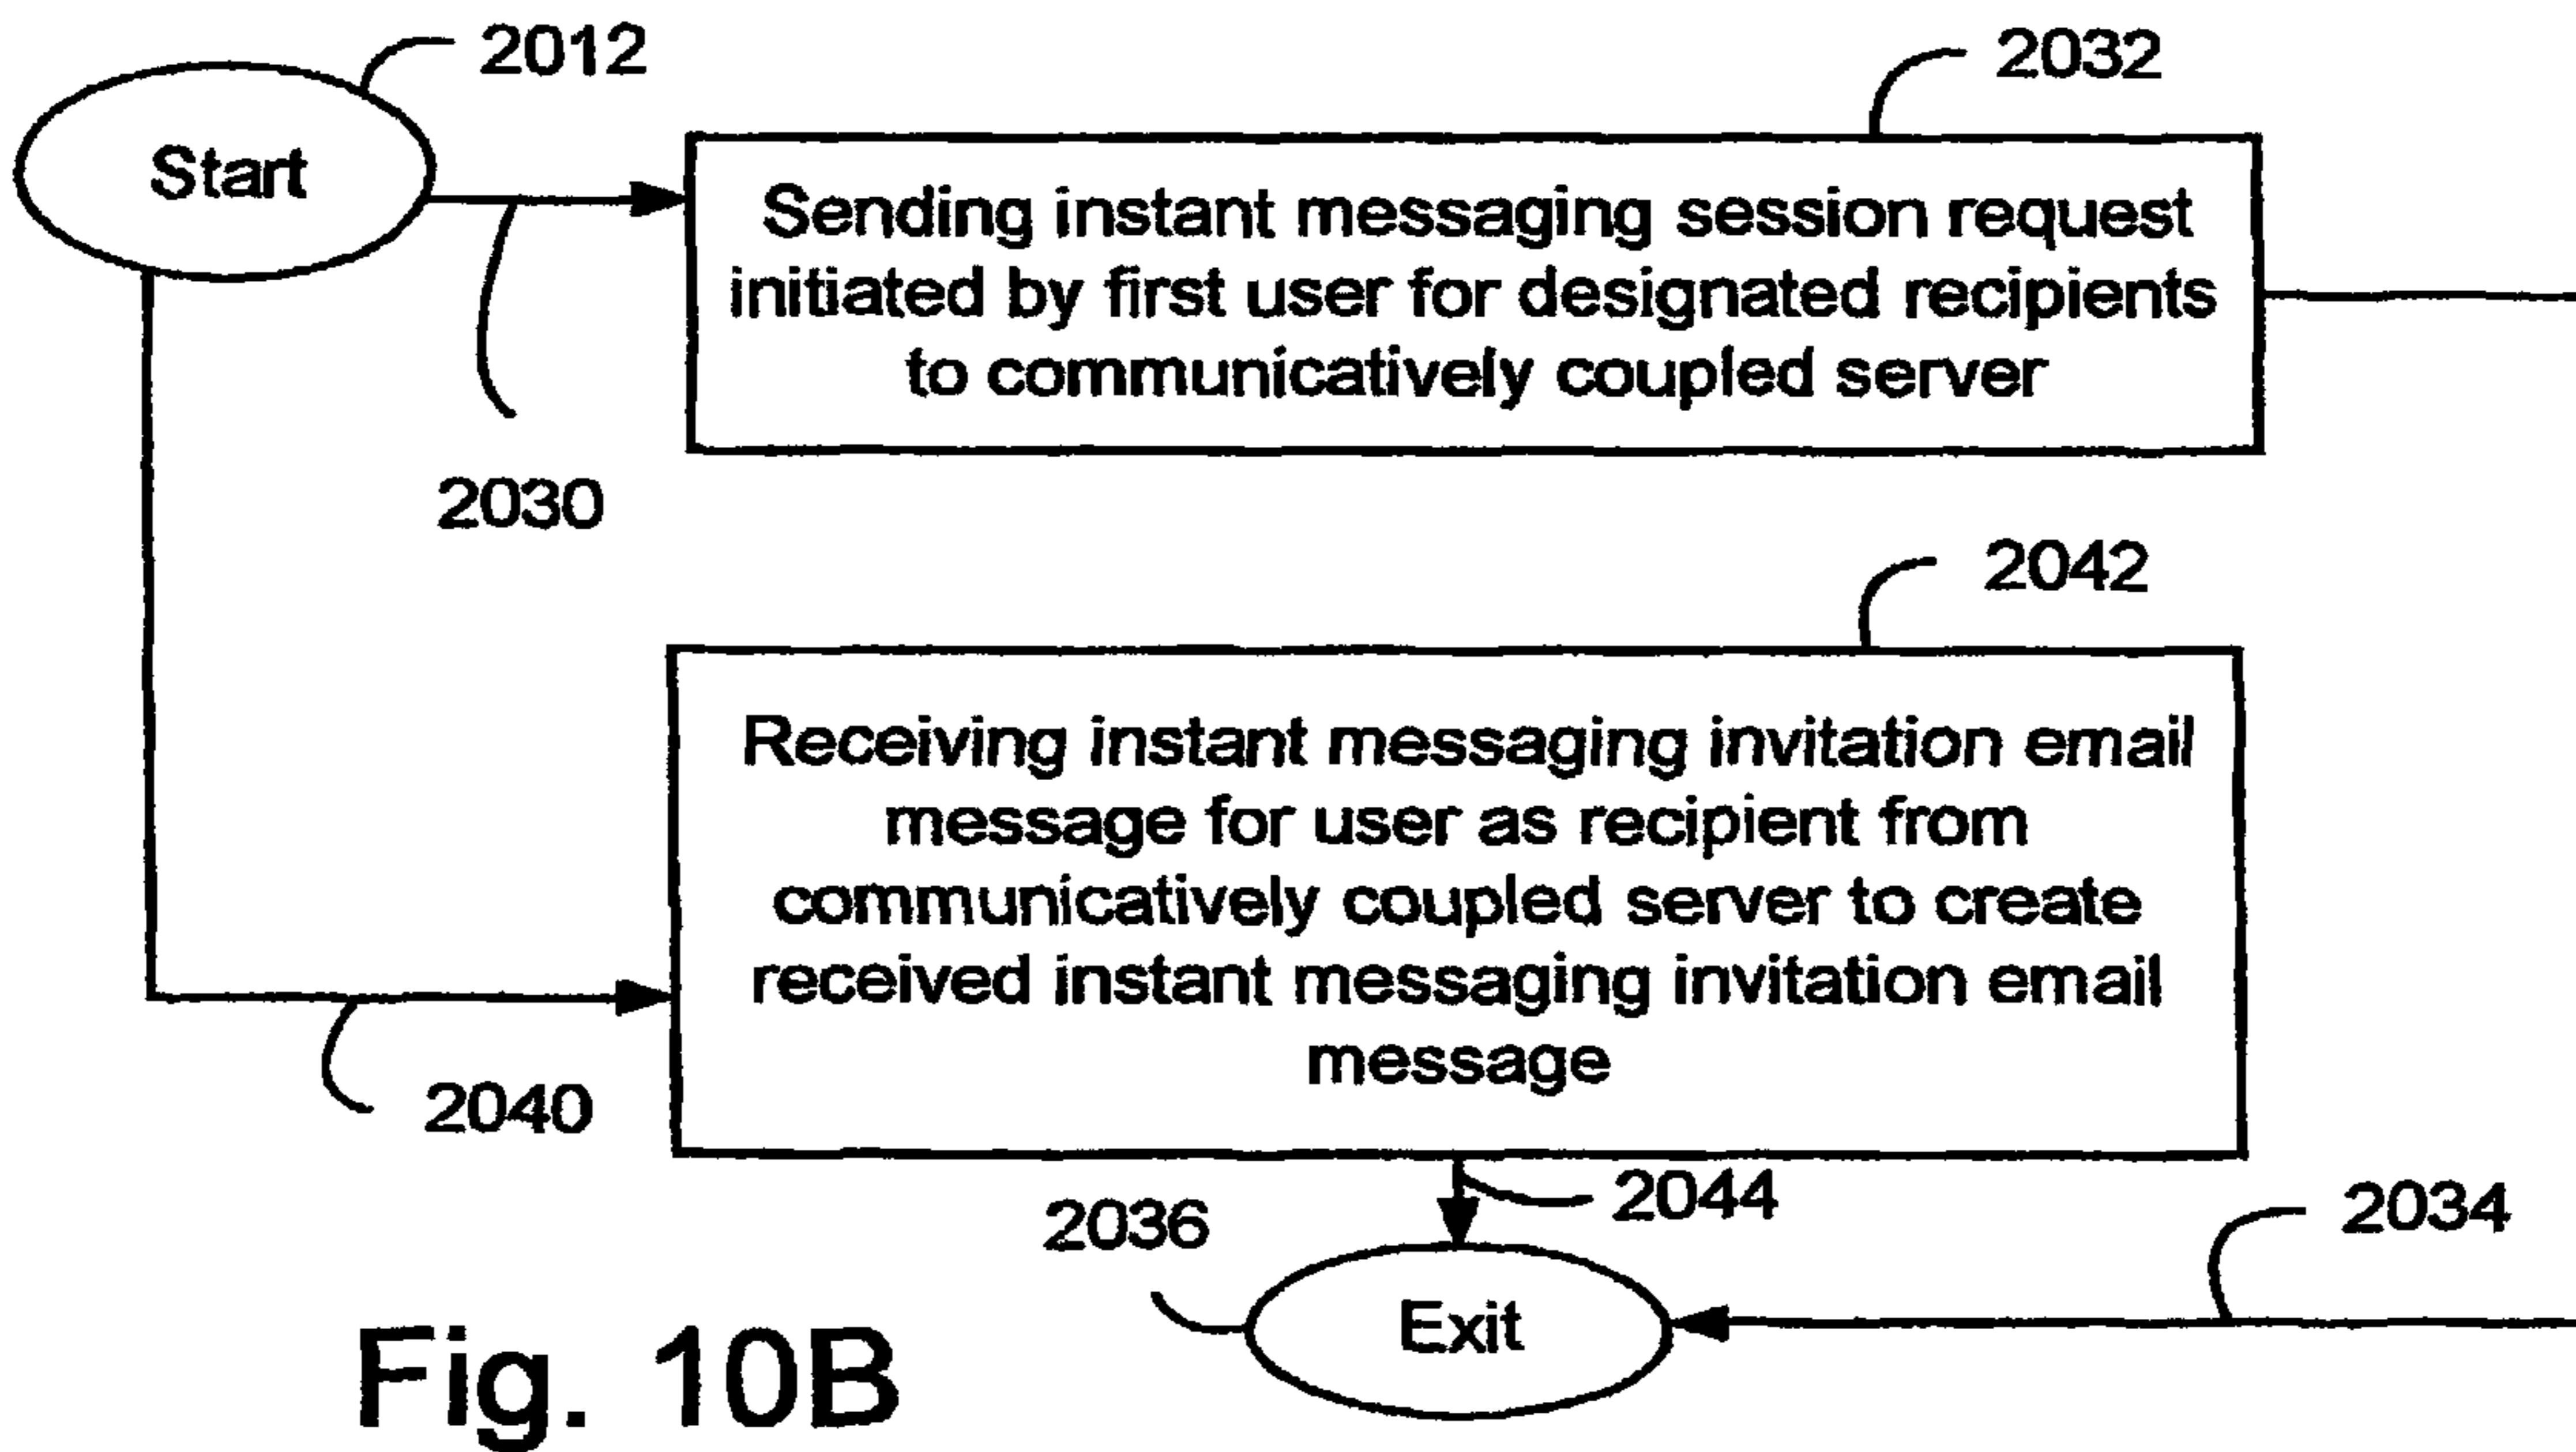 2012
Start
2030
2032
Sending instant messaging session request
initiated by first user for designated recipients
to communicatively coupled server
2042
Receiving instant messaging invitation email
message for user as recipient from
communicatively coupled server to create
received instant messaging invitation email
message
2040
2044
2036
Exit
2034
Fig. 10B